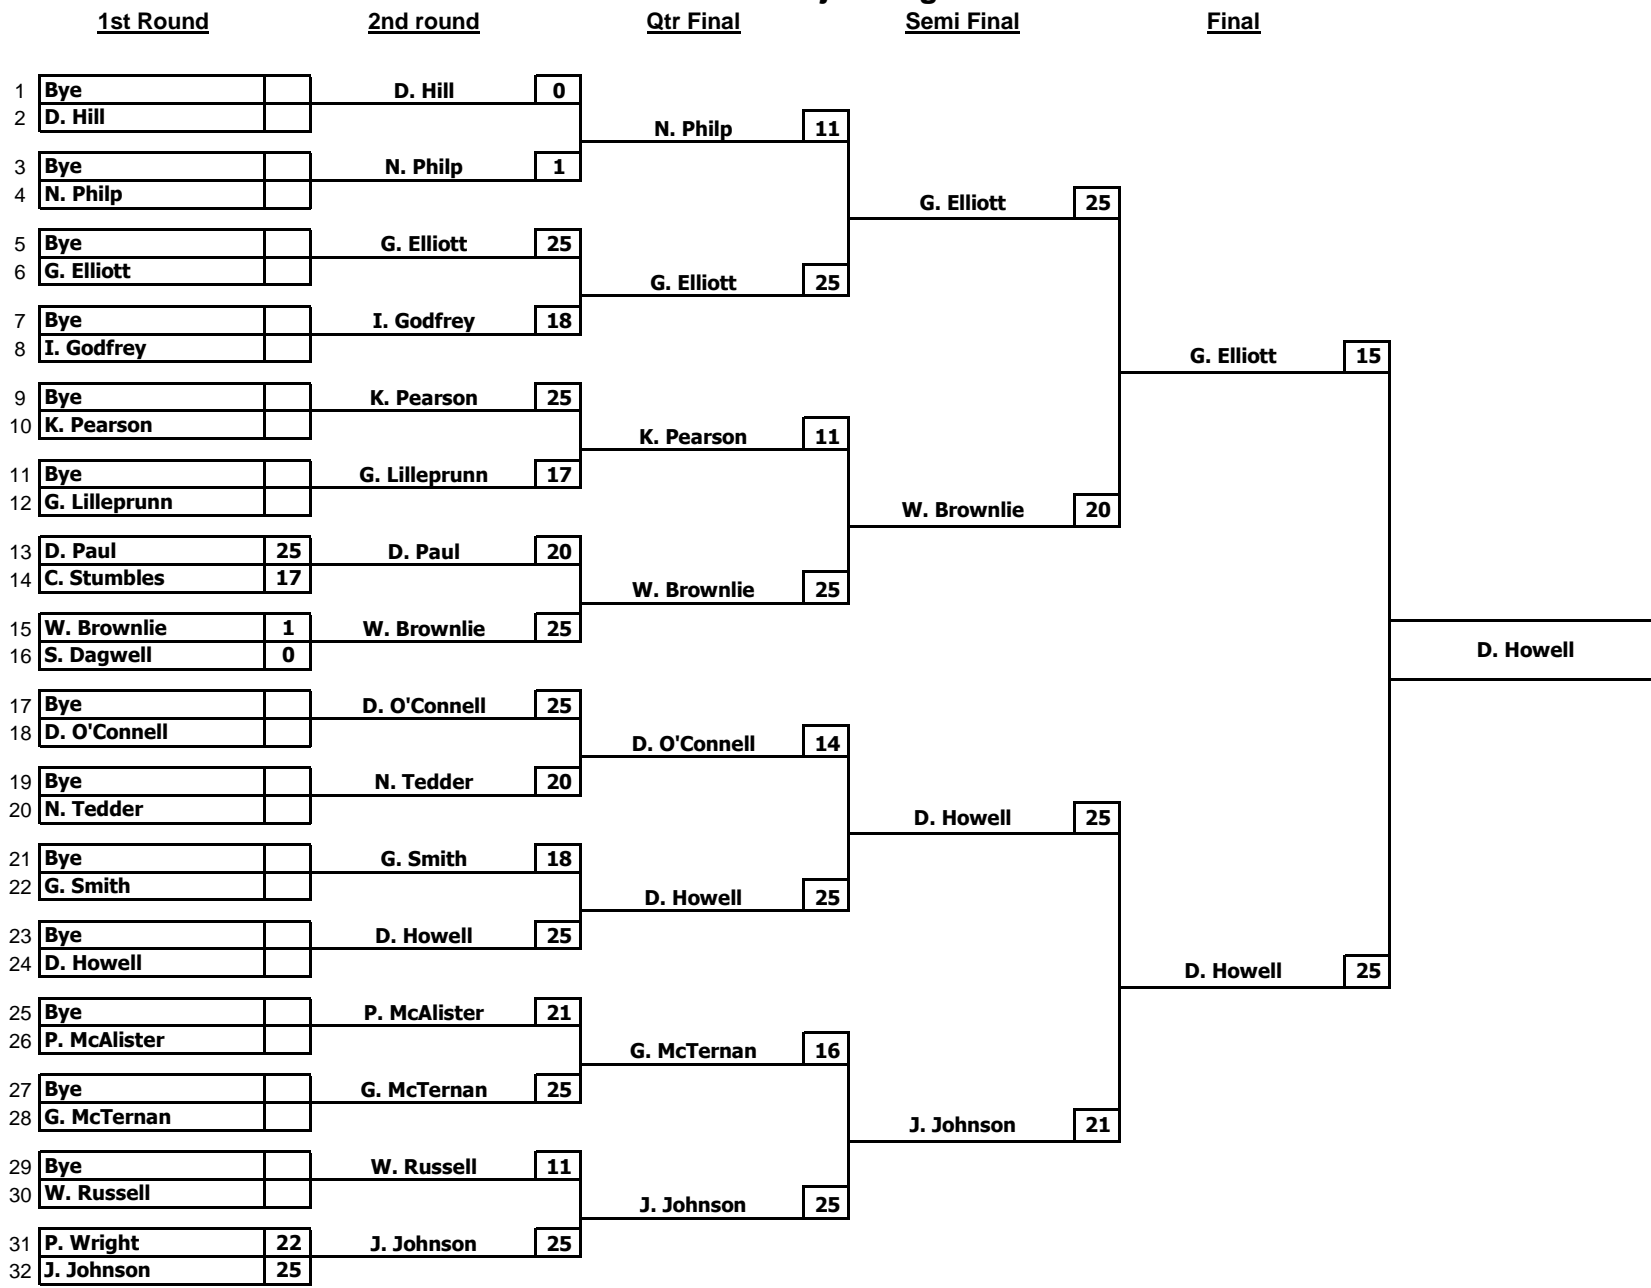 1st Round 2nd round Qtr Final Semi Final Final
1 Bye D. Hill 0
2 D. Hill
N. Philp 11
3 Bye N. Philp 1
4 N. Philp
G. Elliott 25
5 Bye G. Elliott 25
6 G. Elliott
G. Elliott 25
7 Bye I. Godfrey 18
8 I. Godfrey
G. Elliott 15
9 Bye K. Pearson 25
10 K. Pearson
K. Pearson 11
11 Bye G. Lilleprunn 17
12 G. Lilleprunn
W. Brownlie 20
13 D. Paul 25 D. Paul 20
14 C. Stumbles 17
W. Brownlie 25
15 W. Brownlie 1 W. Brownlie 25
16 S. Dagwell 0
D. Howell
17 Bye D. O'Connell 25
18 D. O'Connell
D. O'Connell 14
19 Bye N. Tedder 20
20 N. Tedder
D. Howell 25
21 Bye G. Smith 18
22 G. Smith
D. Howell 25
23 Bye D. Howell 25
24 D. Howell
D. Howell 25
25 Bye P. McAlister 21
26 P. McAlister
G. McTernan 16
27 Bye G. McTernan 25
28 G. McTernan
J. Johnson 21
29 Bye W. Russell 11
30 W. Russell
J. Johnson 25
31 P. Wright 22 J. Johnson 25
32 J. Johnson 25